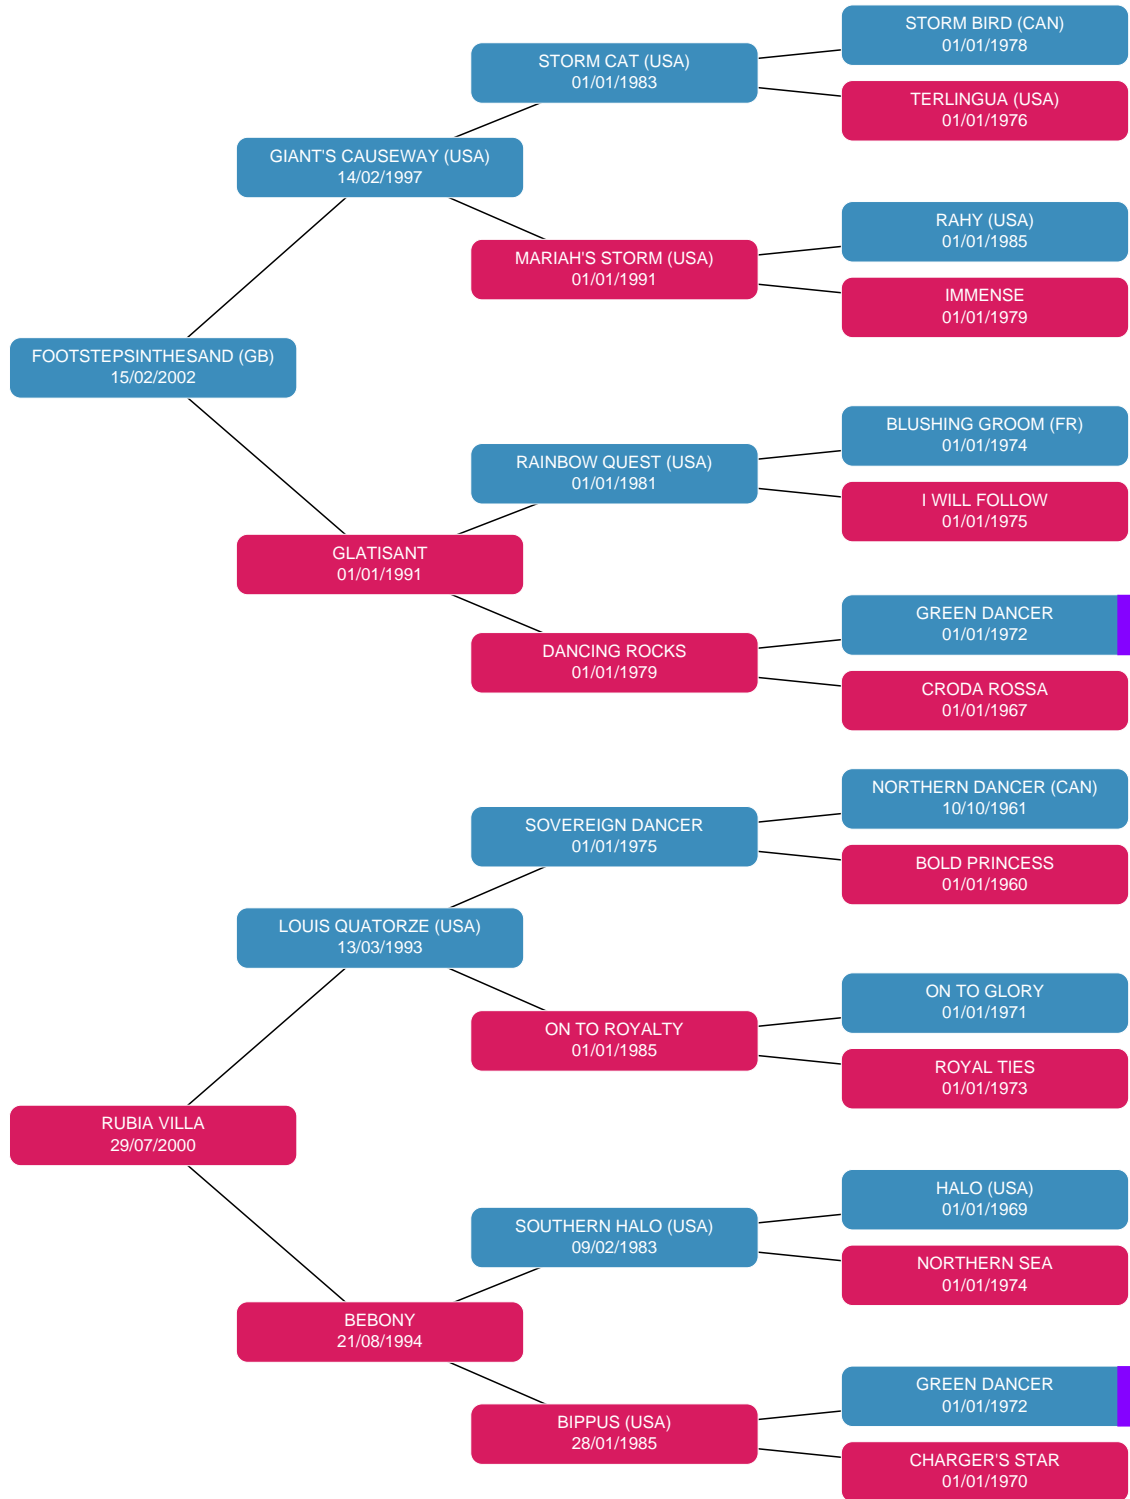 STORM BIRD (CAN)
01/01/1978
STORM CAT (USA)
01/01/1983
TERLINGUA (USA)
01/01/1976
GIANT'S CAUSEWAY (USA)
14/02/1997
RAHY (USA)
01/01/1985
MARIAH'S STORM (USA)
01/01/1991
IMMENSE
01/01/1979
FOOTSTEPSINTHESAND (GB)
15/02/2002
BLUSHING GROOM (FR)
01/01/1974
RAINBOW QUEST (USA)
01/01/1981
I WILL FOLLOW
01/01/1975
GLATISANT
01/01/1991
GREEN DANCER
01/01/1972
DANCING ROCKS
01/01/1979
CRODA ROSSA
01/01/1967
NORTHERN DANCER (CAN)
10/10/1961
SOVEREIGN DANCER
01/01/1975
BOLD PRINCESS
01/01/1960
LOUIS QUATORZE (USA)
13/03/1993
ON TO GLORY
01/01/1971
ON TO ROYALTY
01/01/1985
ROYAL TIES
01/01/1973
RUBIA VILLA
29/07/2000
HALO (USA)
01/01/1969
SOUTHERN HALO (USA)
09/02/1983
NORTHERN SEA
01/01/1974
BEBONY
21/08/1994
GREEN DANCER
01/01/1972
BIPPUS (USA)
28/01/1985
CHARGER'S STAR
01/01/1970